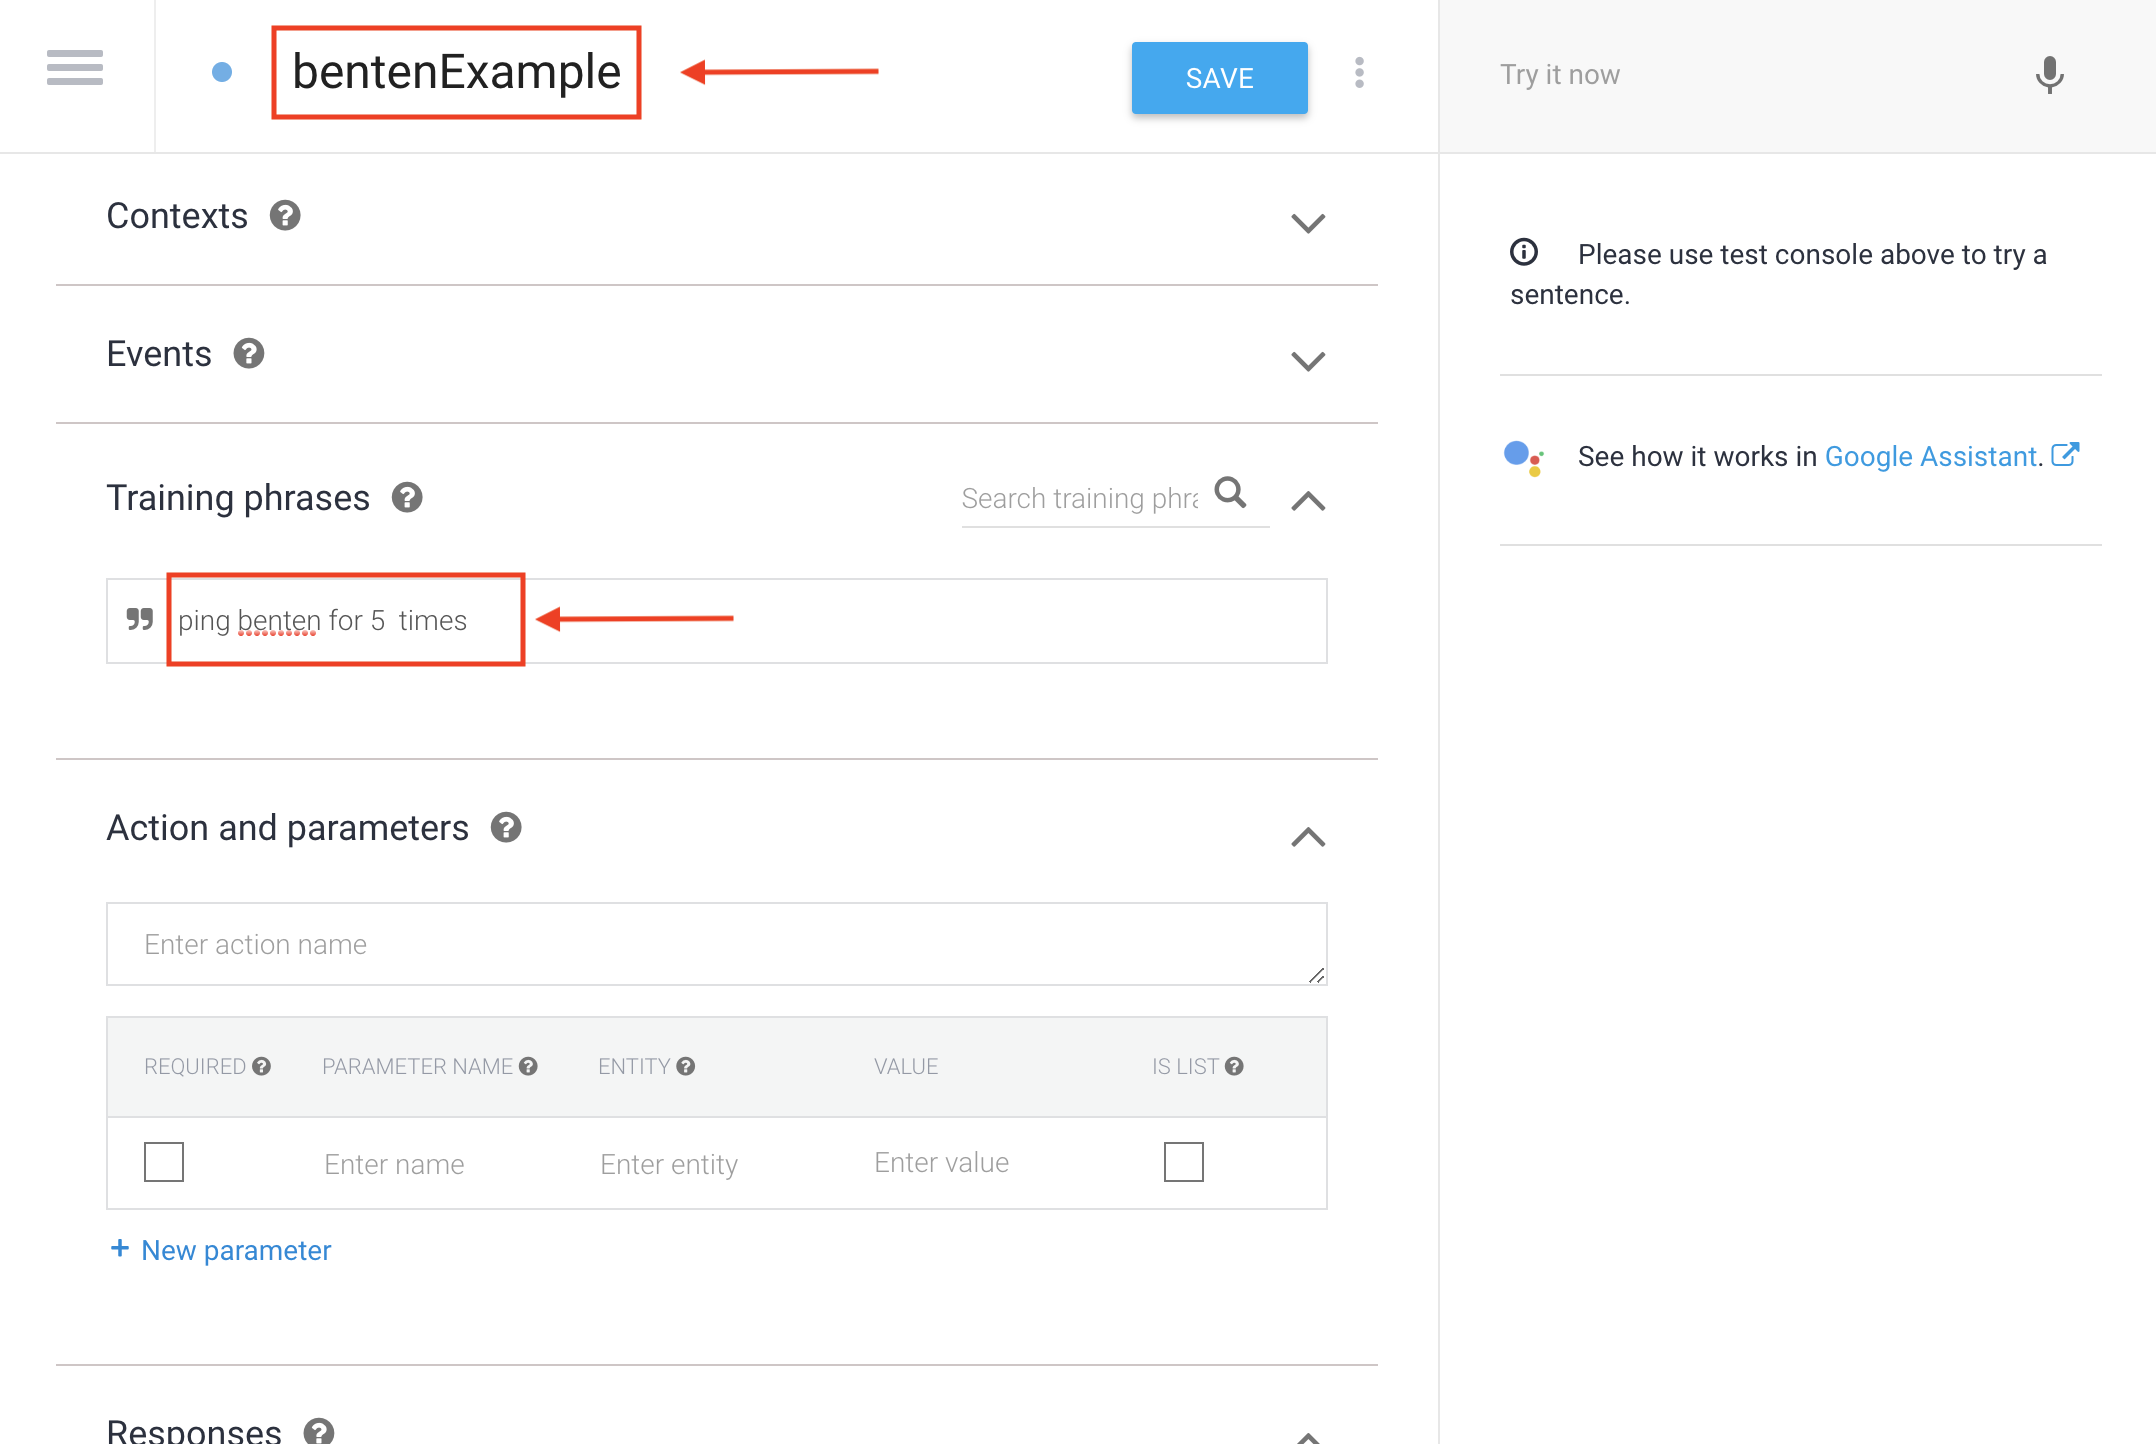 bentenExample
SAVE
Try it now
Contexts
Please use test console above to try a
sentence.
Events
See how it works in Google Assistant.
Training phrases
Search training phra
ping benten for 5  times
Action and parameters
Enter action name
REQUIRED PARAMETER NAME ENTITY VALUE IS LIST
Enter name Enter entity Enter value
+ New parameter
Responses